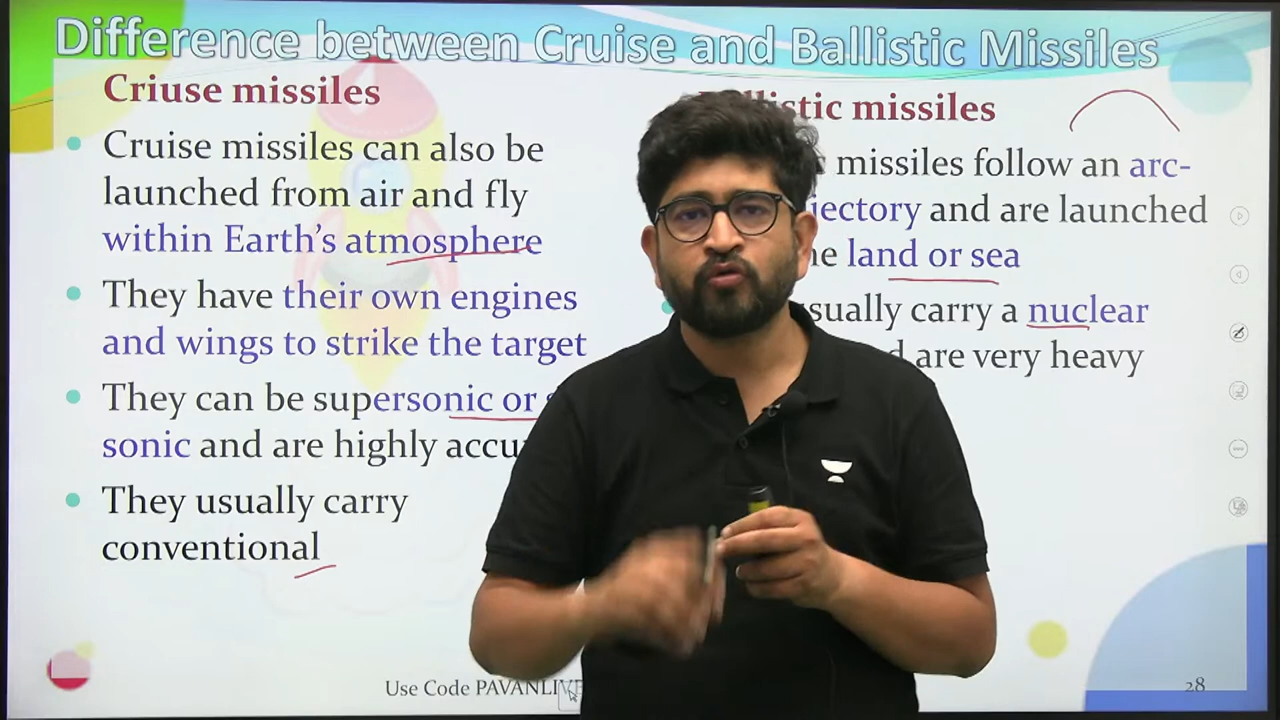 Difference between Cruise and Ballistic Missiles
Criuse missiles
Cruise missiles can also be
launched from air and fly
within Earth's atmosphere
They have their own engines
and wings to strike the target
They can be supersonic or
sonic and are highly
They usually carry
conventional
missiles
missiles follow an arc-
and are launched
land or sea
carry a nuclear
are very heavy
Use Code PAVANLIVE
28